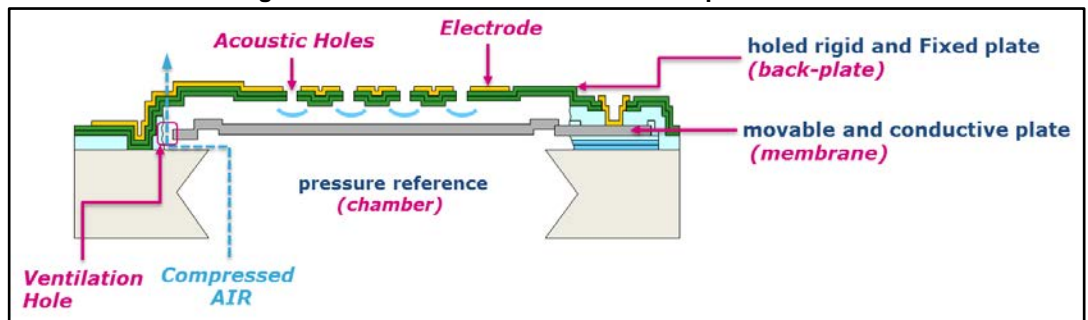 Acoustic Holes
Electrode
holed rigid and Fixed plate
(back-plate)
movable and conductive plate
(membrane)
pressure reference
(chamber)
Ventilation
Hole
Compressed
AIR